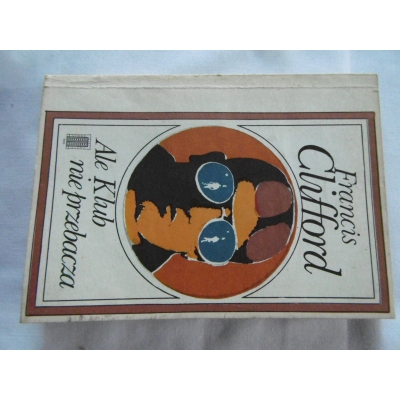 Francis
Clifford
Ale Klub
nie przebacza